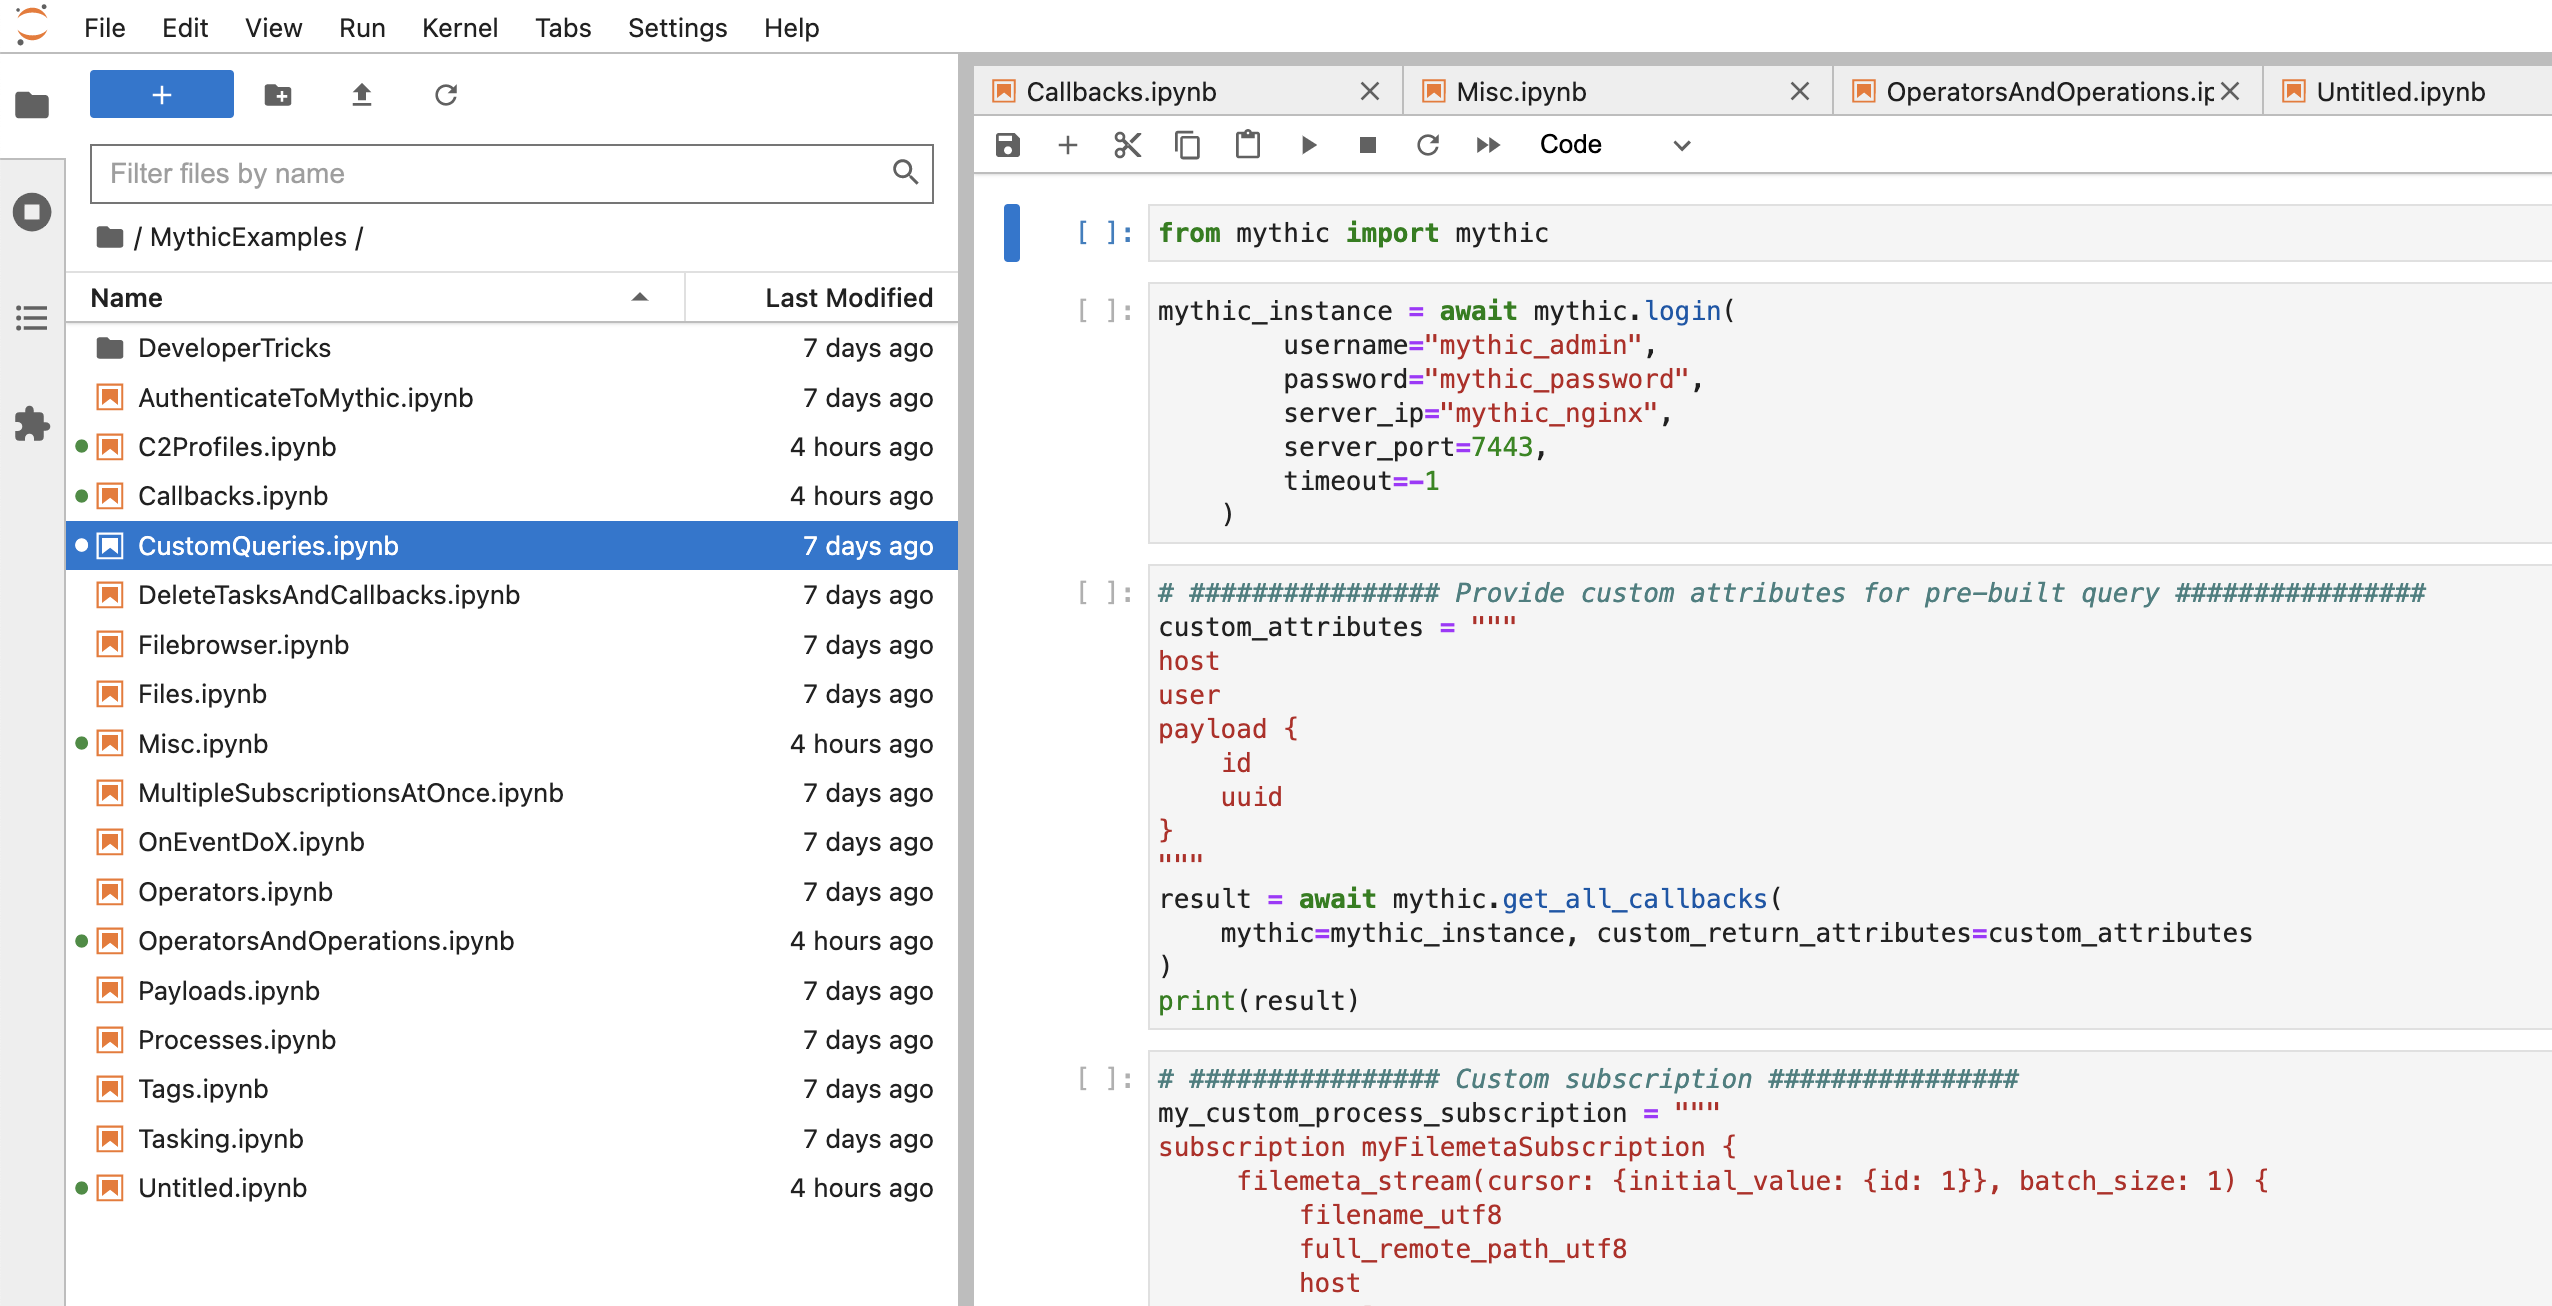 File Edit View Run Kernel Tabs Settings Help
+
Filter files by name
/ MythicExamples /
Name Last Modified
DeveloperTricks 7 days ago
AuthenticateToMythic.ipynb 7 days ago
C2Profiles.ipynb 4 hours ago
Callbacks.ipynb 4 hours ago
CustomQueries.ipynb 7 days ago
DeleteTasksAndCallbacks.ipynb 7 days ago
Filebrowser.ipynb 7 days ago
Files.ipynb 7 days ago
Misc.ipynb 4 hours ago
MultipleSubscriptionsAtOnce.ipynb 7 days ago
OnEventDoX.ipynb 7 days ago
Operators.ipynb 7 days ago
OperatorsAndOperations.ipynb 4 hours ago
Payloads.ipynb 7 days ago
Processes.ipynb 7 days ago
Tags.ipynb 7 days ago
Tasking.ipynb 7 days ago
Untitled.ipynb 4 hours ago
Callbacks.ipynb Misc.ipynb OperatorsAndOperations.ip Untitled.ipynb
Code
[ ]: from mythic import mythic
[ ]: mythic_instance = await mythic.login(
        username="mythic_admin",
        password="mythic_password",
        server_ip="mythic_nginx",
        server_port=7443,
        timeout=-1
    )
[ ]: # ################ Provide custom attributes for pre-built query ################
custom_attributes = """
host
user
payload {
    id
    uuid
}
"""
result = await mythic.get_all_callbacks(
    mythic=mythic_instance, custom_return_attributes=custom_attributes
)
print(result)
[ ]: # ################ Custom subscription ################
my_custom_process_subscription = """
subscription myFilemetaSubscription {
     filemeta_stream(cursor: {initial_value: {id: 1}}, batch_size: 1) {
         filename_utf8
         full_remote_path_utf8
         host